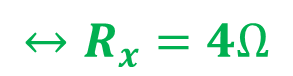 ↔ Rₓ = 4Ω